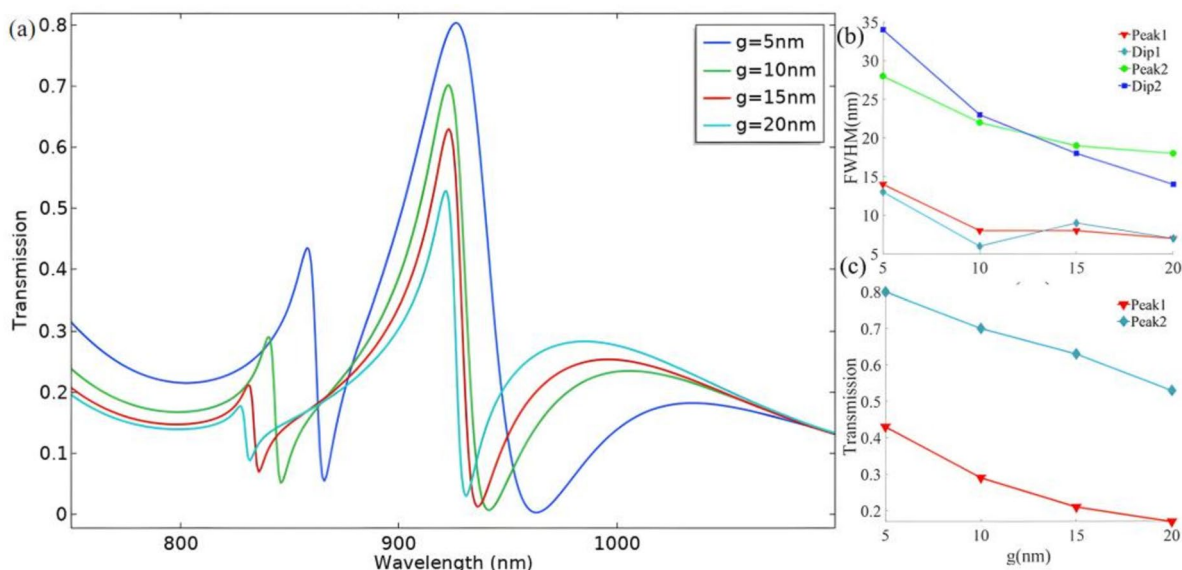 (a)
Transmission
0.8
0.7
0.6
0.5
0.4
0.3
0.2
0.1
0
800
900
1000
Wavelength (nm)
g=5nm
g=10nm
g=15nm
g=20nm
(b)
FWHM(nm)
35
30
25
20
15
10
5
5
10
15
20
Peak1
Dip1
Peak2
Dip2
(c)
Transmission
0.8
0.7
0.6
0.5
0.4
0.3
0.2
5
10
15
20
g(nm)
Peak1
Peak2